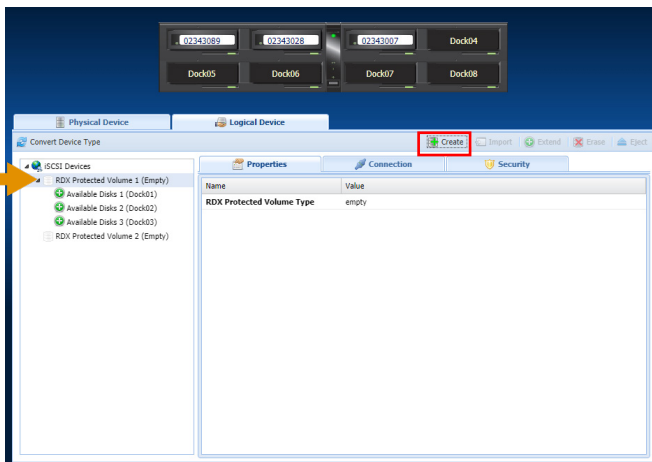 02343089 02343028 02343007 Dock04
Dock05 Dock06 Dock07 Dock08
Physical Device Logical Device
Convert Device Type Create Import Extend Erase Eject
iSCSI Devices Properties Connection Security
RDX Protected Volume 1 (Empty) Name Value
Available Disks 1 (Dock01) RDX Protected Volume Type empty
Available Disks 2 (Dock02)
Available Disks 3 (Dock03)
RDX Protected Volume 2 (Empty)